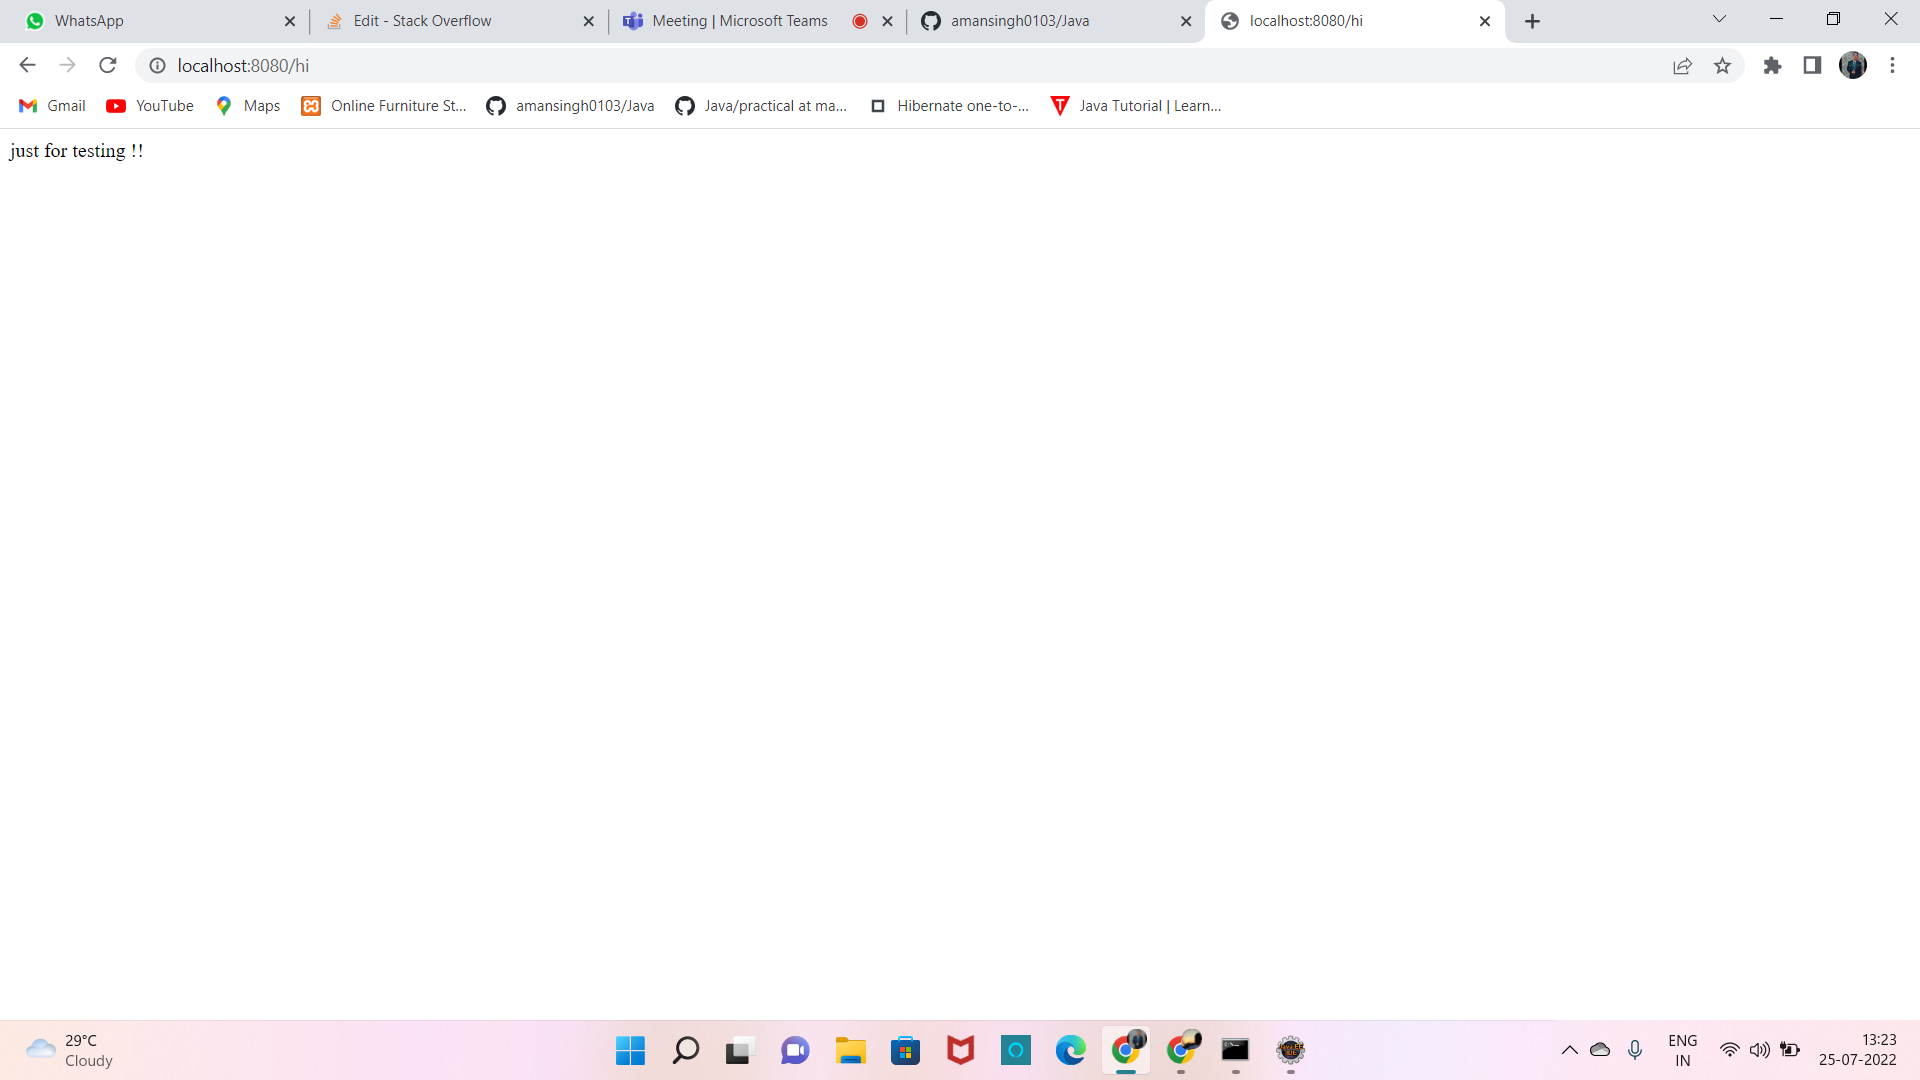 WhatsApp
Edit - Stack Overflow
Meeting | Microsoft Teams
amansingh0103/Java
localhost:8080/hi
localhost:8080/hi
Gmail
YouTube
Maps
Online Furniture St...
amansingh0103/Java
Java/practical at ma...
Hibernate one-to-...
Java Tutorial | Learn...
just for testing !!
29°C
Cloudy
ENG
IN
13:23
25-07-2022